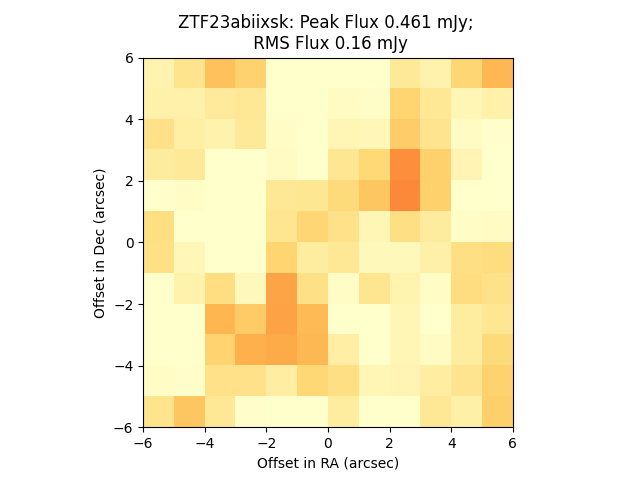 ZTF23abiixsk: Peak Flux 0.461 mJy;
RMS Flux 0.16 mJy
6
4
2
0
−2
−4
−6
Offset in Dec (arcsec)
−6 −4 −2 0 2 4 6
Offset in RA (arcsec)